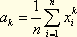 a_k = \frac{1}{n} \sum_{i=1}^{n} x_i^k